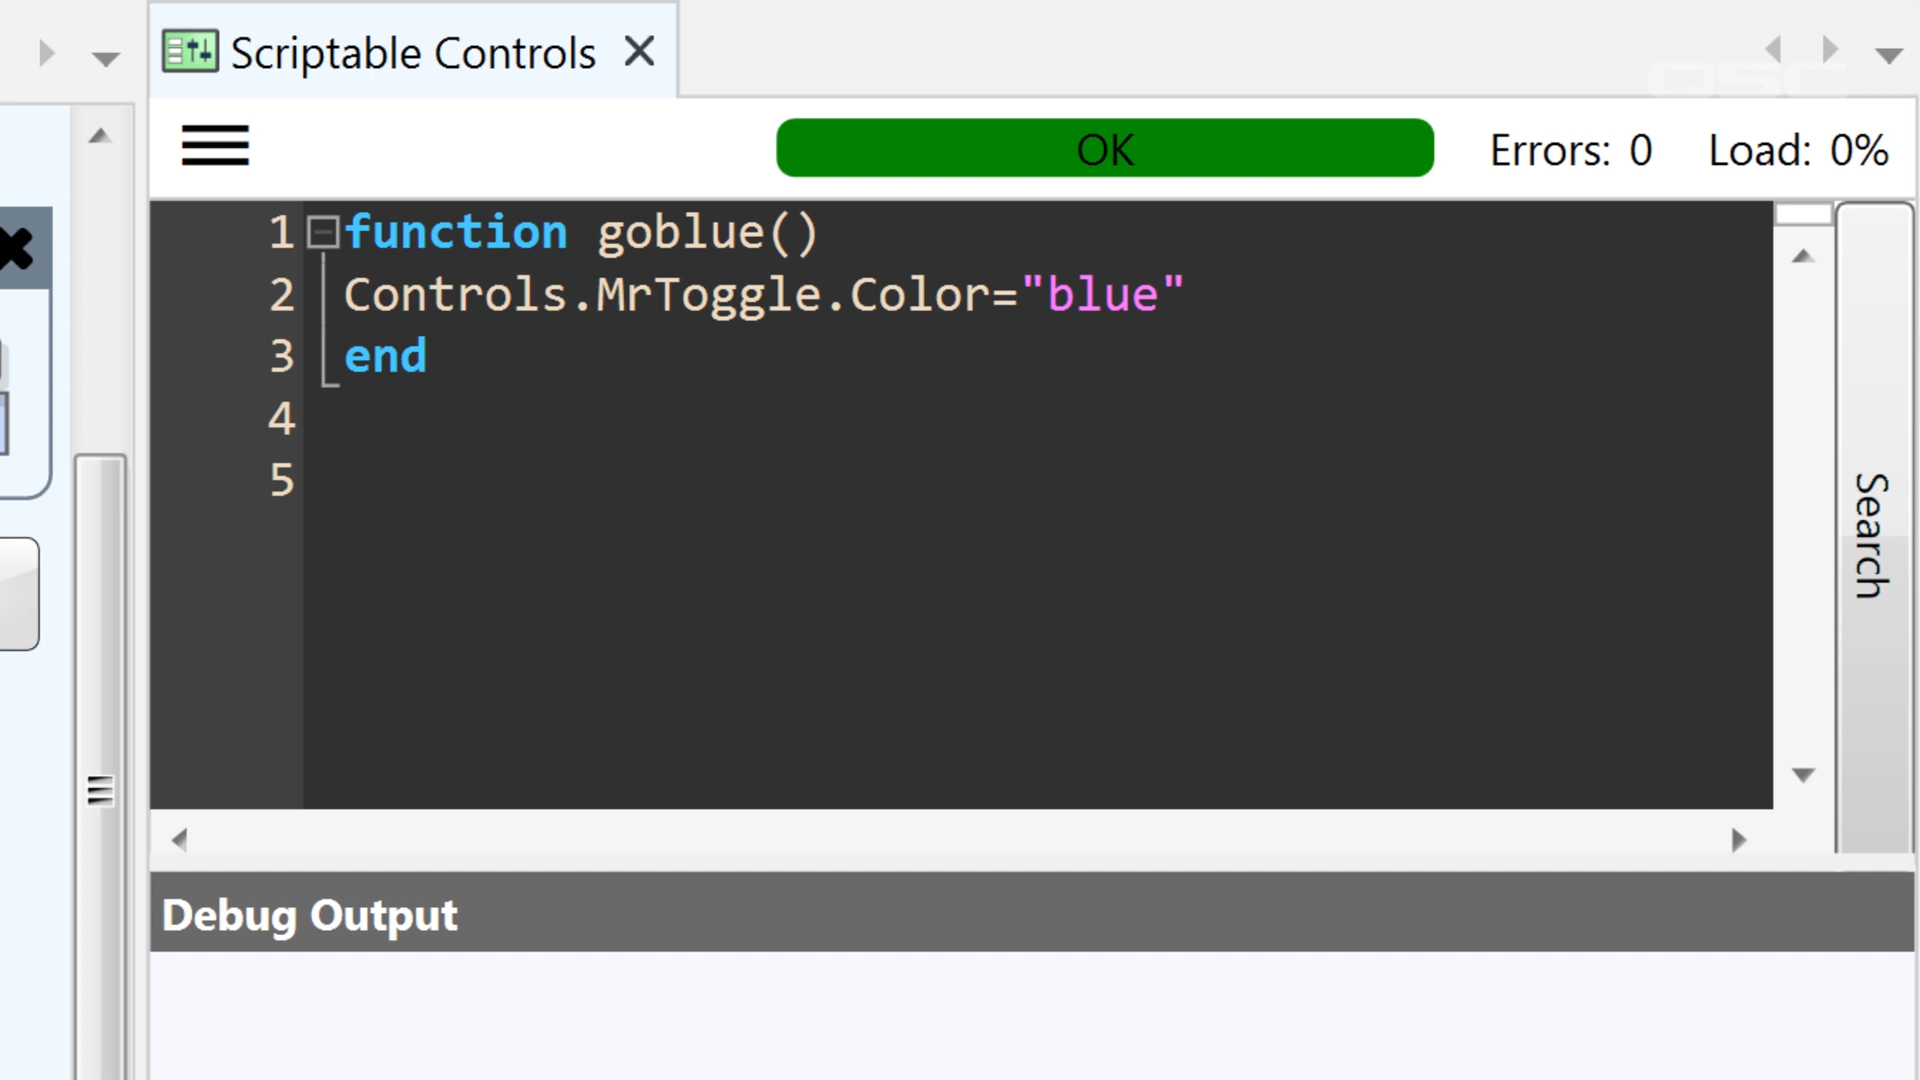 Scriptable Controls
QSC
OK
Errors: 0
Load: 0%
1 function goblue()
2 Controls.MrToggle.Color="blue"
3 end
4
5
Search
Debug Output